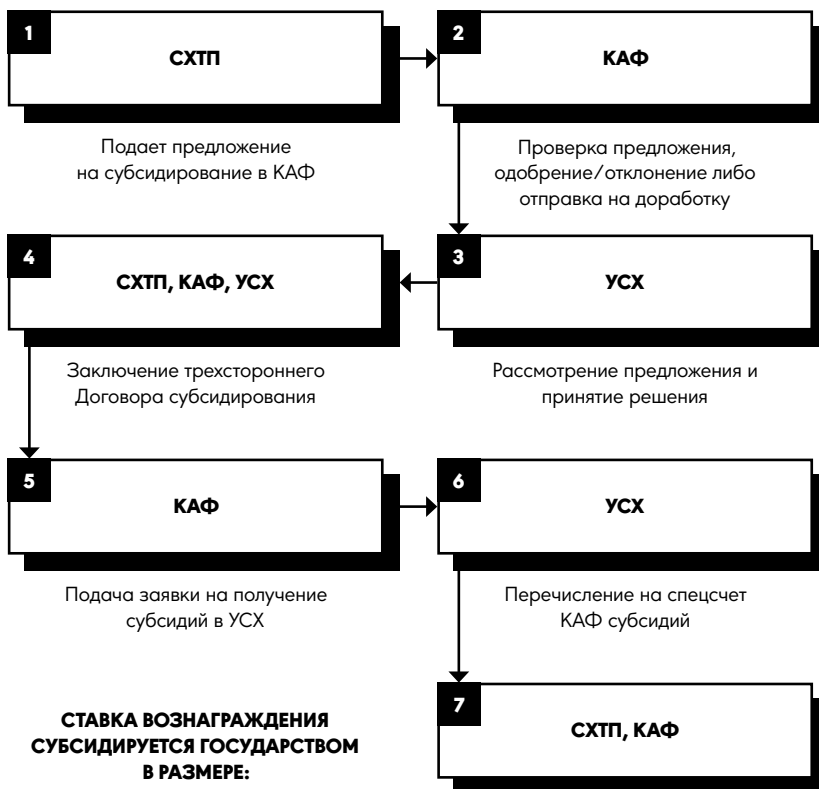 1
СХТП
Подает предложение
на субсидирование в КАФ
2
КАФ
Проверка предложения,
одобрение/отклонение либо
отправка на доработку
3
УСХ
Рассмотрение предложения и
принятие решения
4
СХТП, КАФ, УСХ
Заключение трехстороннего
Договора субсидирования
5
КАФ
Подача заявки на получение
субсидий в УСХ
6
УСХ
Перечисление на спецсчет
КАФ субсидий
7
СХТП, КАФ
СТАВКА ВОЗНАГРАЖДЕНИЯ
СУБСИДИРУЕТСЯ ГОСУДАРСТВОМ
В РАЗМЕРЕ: